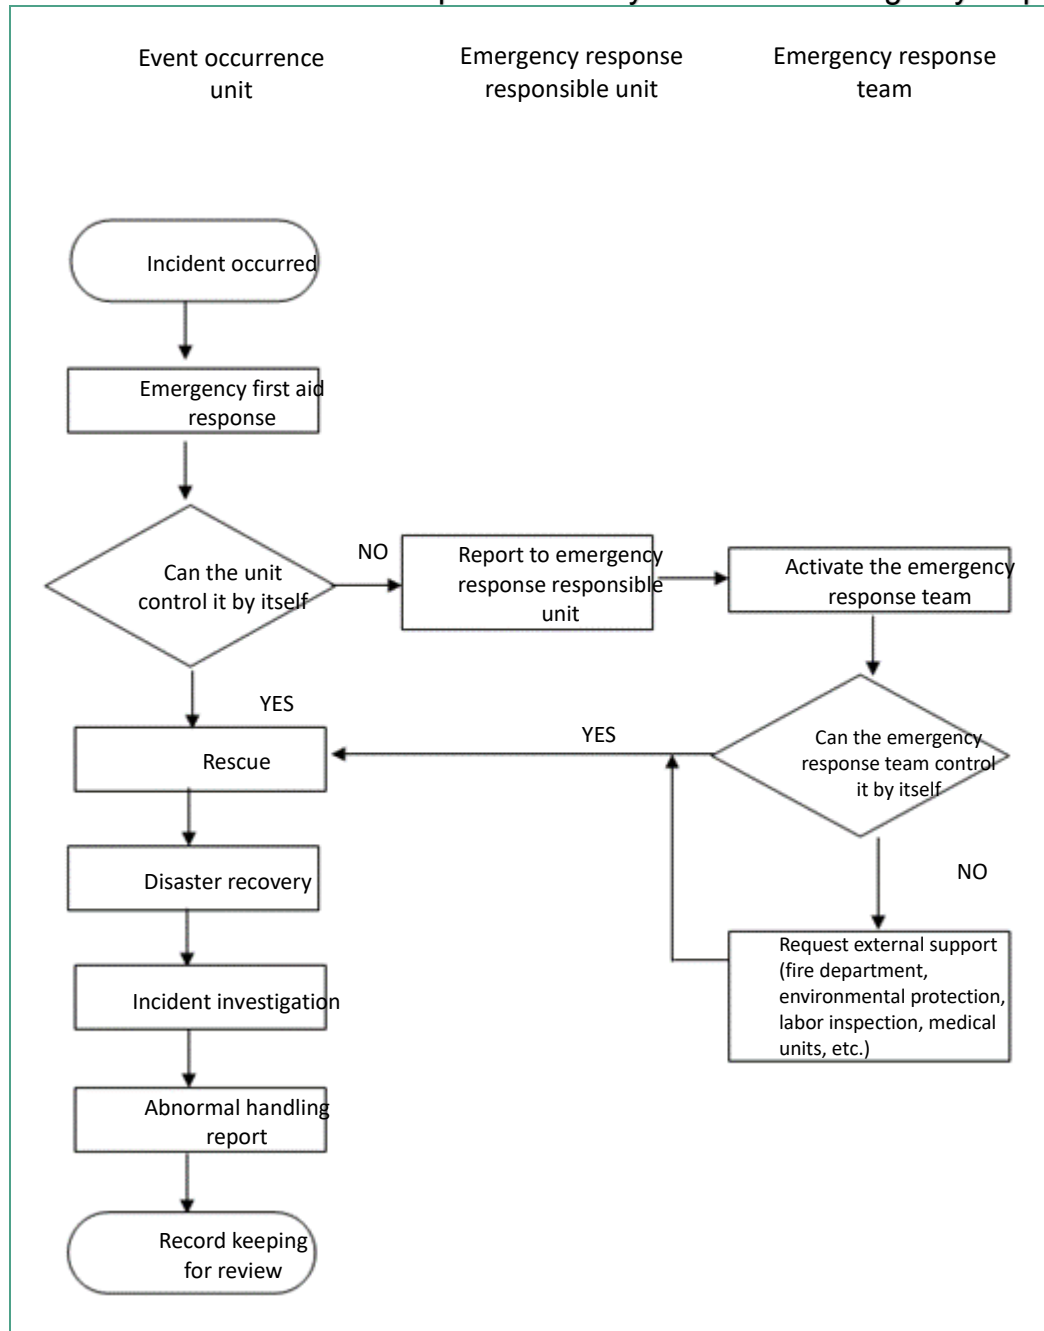 Event occurrence
unit
Emergency response
responsible unit
Emergency response
team
Incident occurred
Emergency first aid
response
Can the unit
control it by itself
NO
Report to emergency
response responsible
unit
Activate the emergency
response team
YES
Rescue
YES
Can the emergency
response team control
it by itself
Disaster recovery
NO
Request external support
(fire department,
environmental protection,
labor inspection, medical
units, etc.)
Incident investigation
Abnormal handling
report
Record keeping
for review